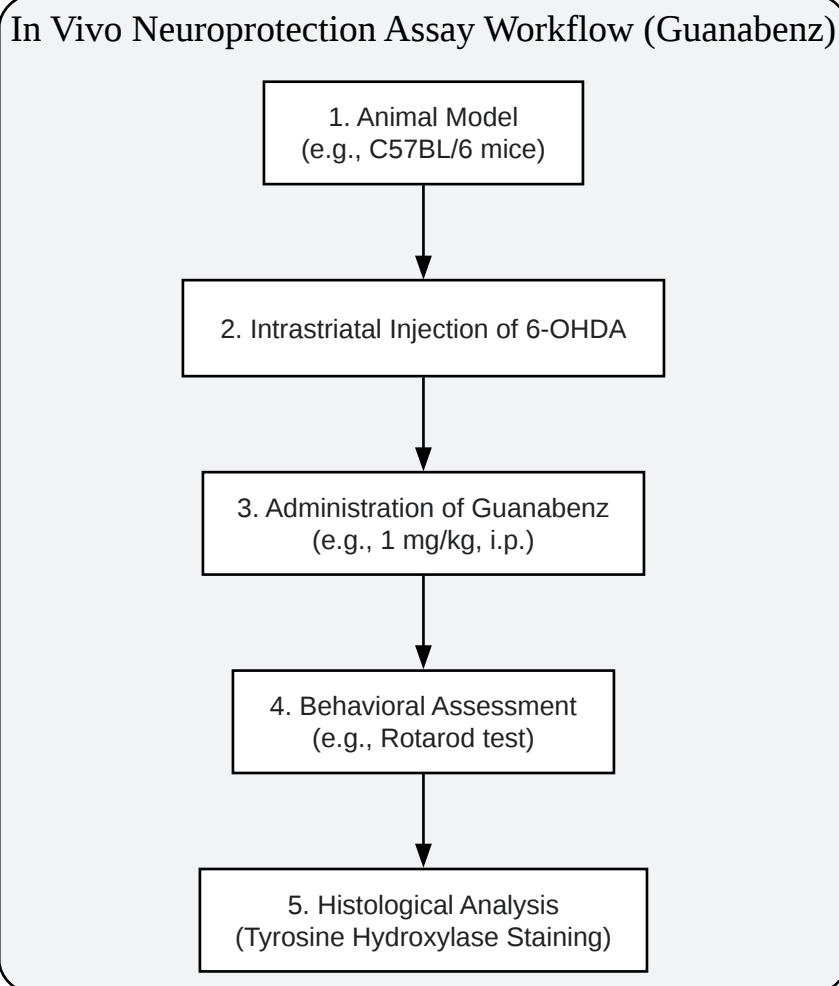 In Vivo Neuroprotection Assay Workflow (Guanabenz)
1. Animal Model
(e.g., C57BL/6 mice)
2. Intrastriatal Injection of 6-OHDA
3. Administration of Guanabenz
(e.g., 1 mg/kg, i.p.)
4. Behavioral Assessment
(e.g., Rotarod test)
5. Histological Analysis
(Tyrosine Hydroxylase Staining)